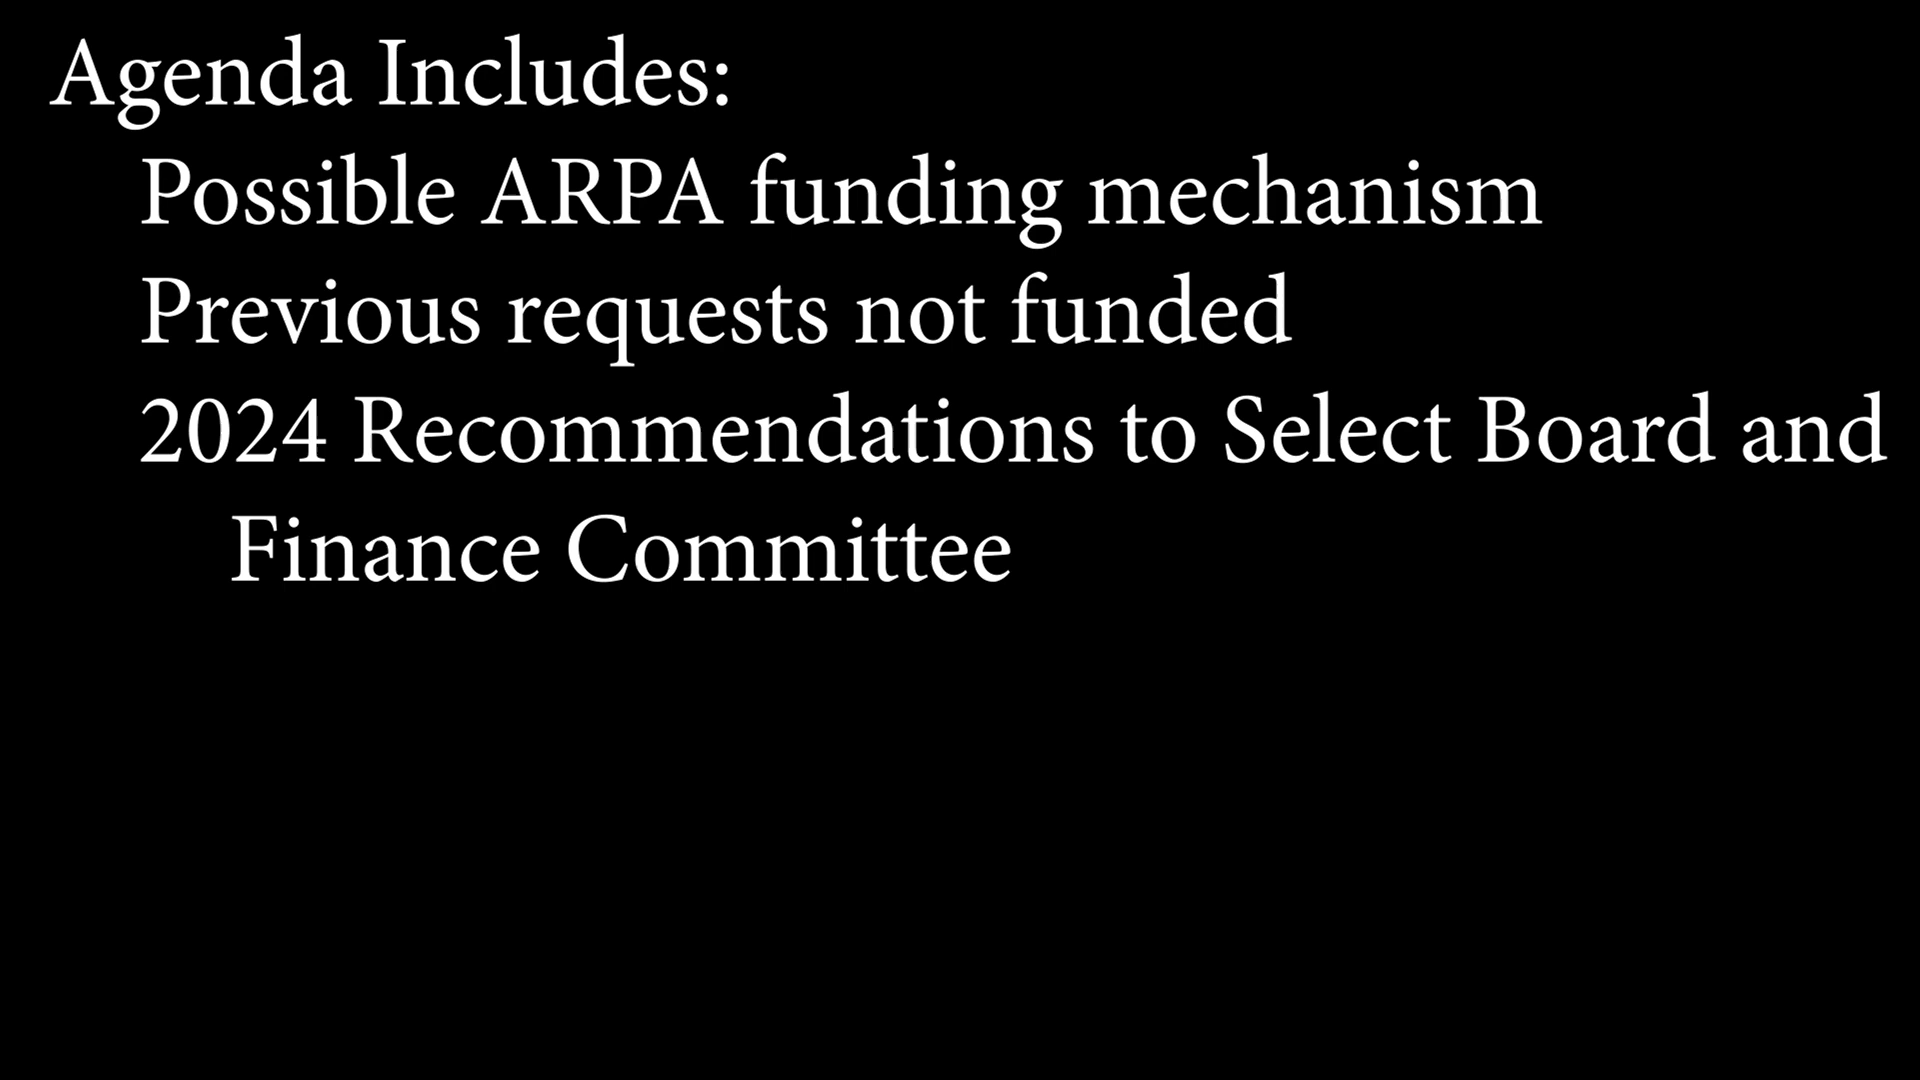 Agenda Includes:
Possible ARPA funding mechanism
Previous requests not funded
2024 Recommendations to Select Board and
Finance Committee